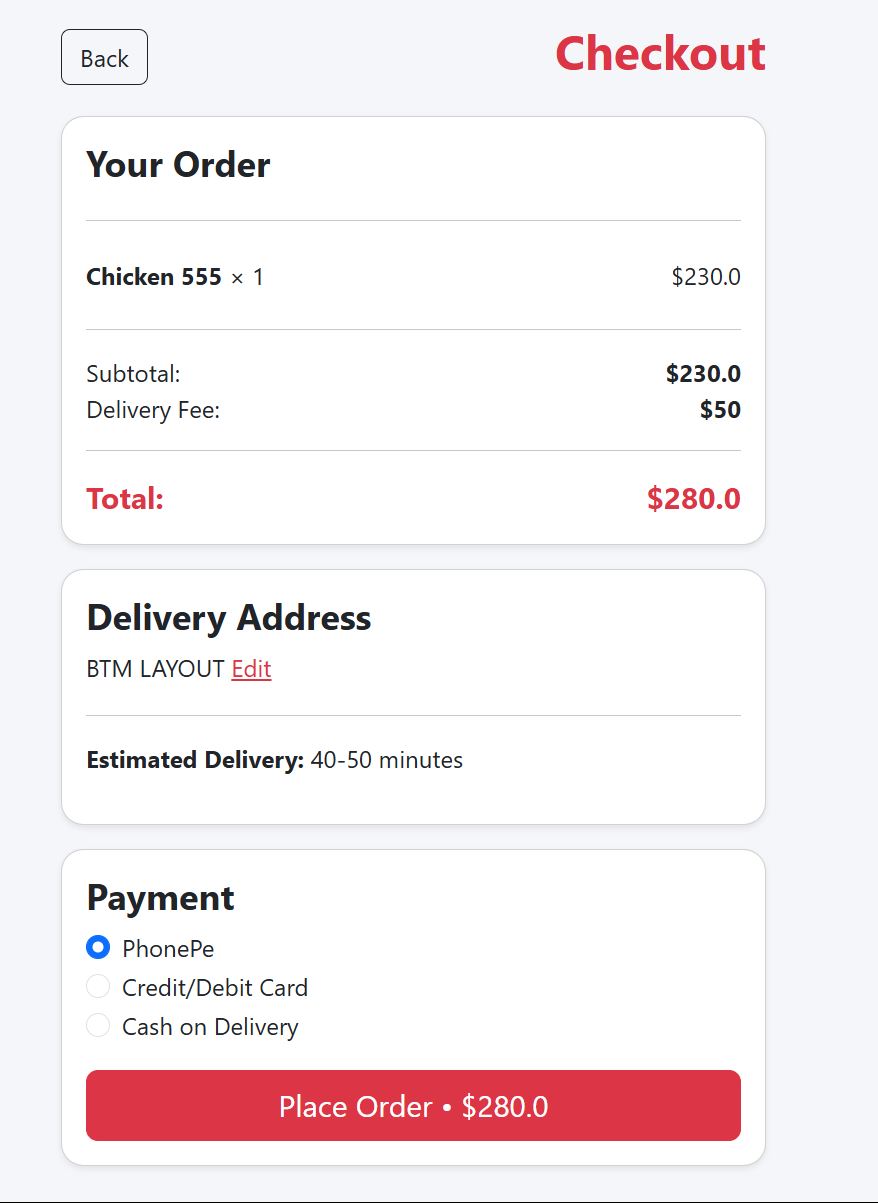 Back
Checkout
Your Order
Chicken 555 × 1 $230.0
Subtotal: $230.0
Delivery Fee: $50
Total: $280.0
Delivery Address
BTM LAYOUT Edit
Estimated Delivery: 40-50 minutes
Payment
PhonePe
Credit/Debit Card
Cash on Delivery
Place Order • $280.0